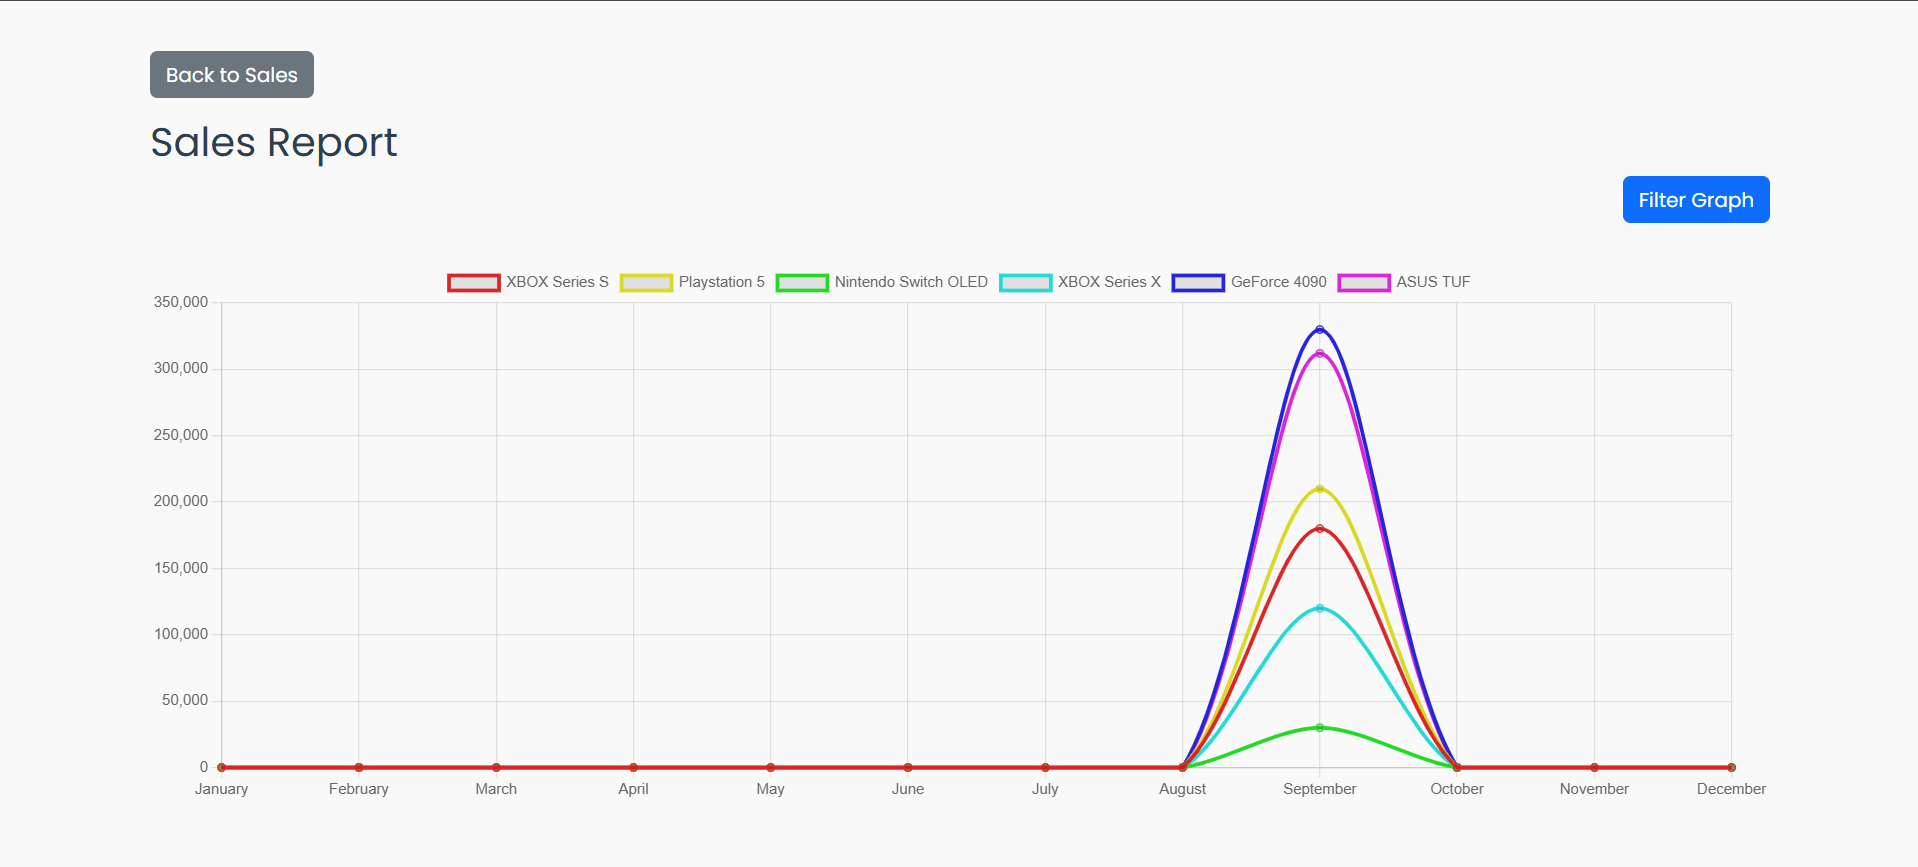 Back to Sales
Sales Report
Filter Graph
XBOX Series S Playstation 5 Nintendo Switch OLED XBOX Series X GeForce 4090 ASUS TUF
350,000
300,000
250,000
200,000
150,000
100,000
50,000
0
January February March April May June July August September October November December